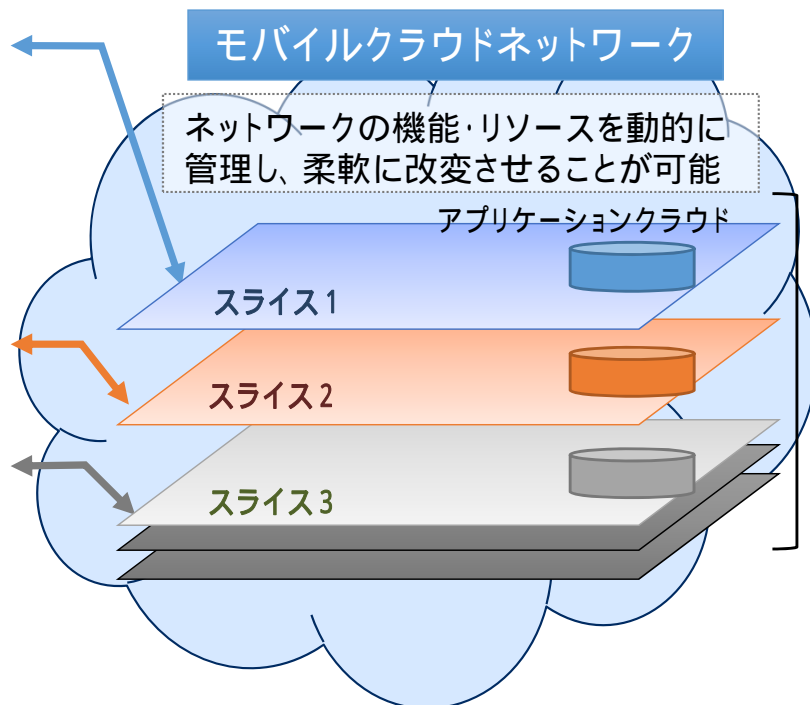 モバイルクラウドネットワーク
ネットワークの機能・リソースを動的に
管理し、柔軟に改変させることが可能
アプリケーションクラウド
スライス1
スライス2
スライス3